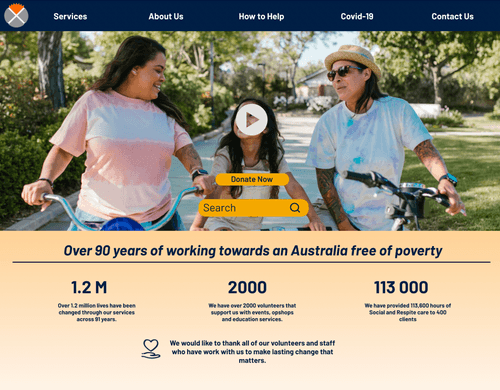 Services About Us How to Help Covid-19 Contact Us
Donate Now
Search
Over 90 years of working towards an Australia free of poverty
1.2 M 2000 113 000
Over 1.2 million lives have been
changed through our services
across 91 years.
We have over 2000 volunteers that
support us with events, opshops
and education services.
We have provided 113,600 hours of
Social and Respite care to 400
clients
We would like to thank all of our volunteers and staff
who have work with us to make lasting change that
matters.